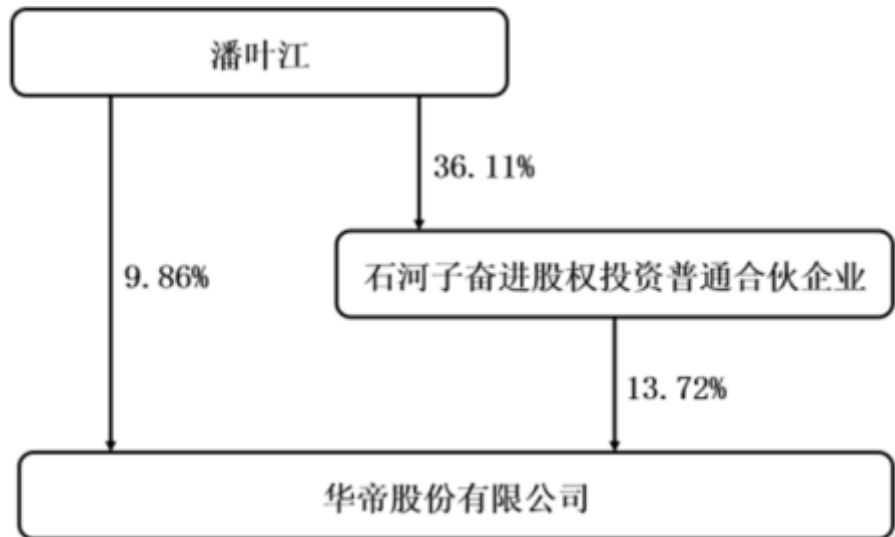 潘叶江
36.11%
9.86%
石河子奋进股权投资普通合伙企业
13.72%
华帝股份有限公司